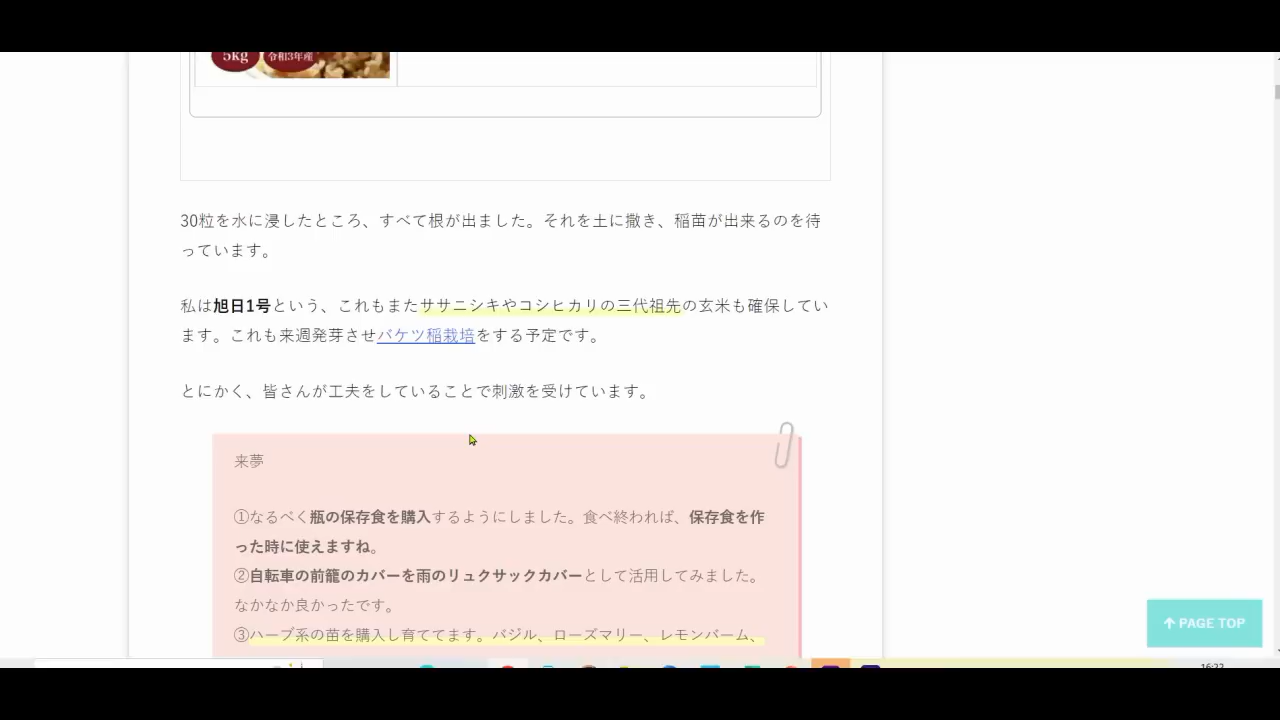 5kg 令和3年産
30粒を水に浸したところ、すべて根が出ました。それを土に撒き、稲苗が出来るのを待
っています。
私は旭日1号という、これもまたササニシキやコシヒカリの三代祖先の玄米も確保してい
ます。これも来週発芽させバケツ稲栽培をする予定です。
とにかく、皆さんが工夫をしていることで刺激を受けています。
来夢
①なるべく瓶の保存食を購入するようにしました。食べ終われば、保存食を作
った時に使えますね。
②自転車の前籠のカバーを雨のリュクサックカバーとして活用してみました。
なかなか良かったです。
③ハーブ系の苗を購入し育ててます。バジル、ローズマリー、レモンバーム、
↑ PAGE TOP
16:22